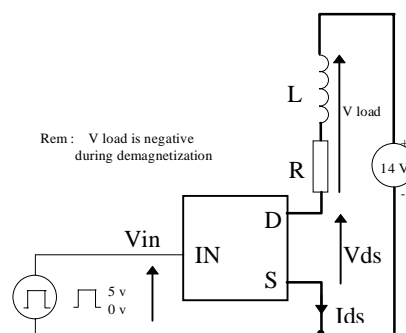 L
V load
Rem : V load is negative
during demagnetization
R
+
14 V
-
D
Vin
IN
Vds
S
5 v
0 v
Ids